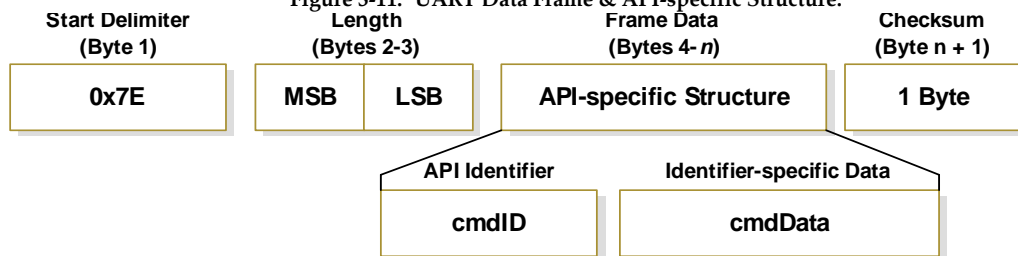 Figure 3-11. UART Data Frame & API-specific Structure:
Start Delimiter Length Frame Data Checksum
(Byte 1) (Bytes 2-3) (Bytes 4-n) (Byte n + 1)
0x7E MSB LSB API-specific Structure 1 Byte
API Identifier Identifier-specific Data
cmdID cmdData